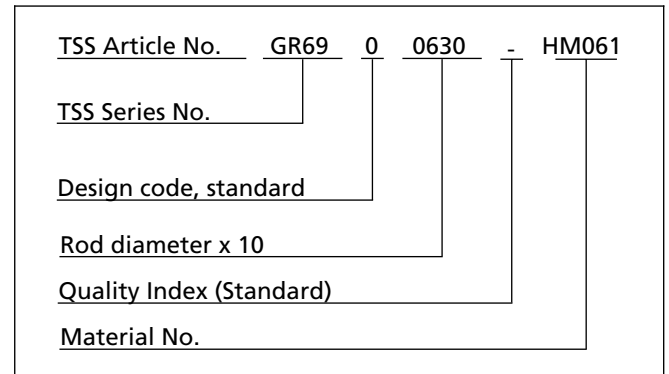 TSS Article No. GR69 0 0630 - HM061
TSS Series No.
Design code, standard
Rod diameter x 10
Quality Index (Standard)
Material No.